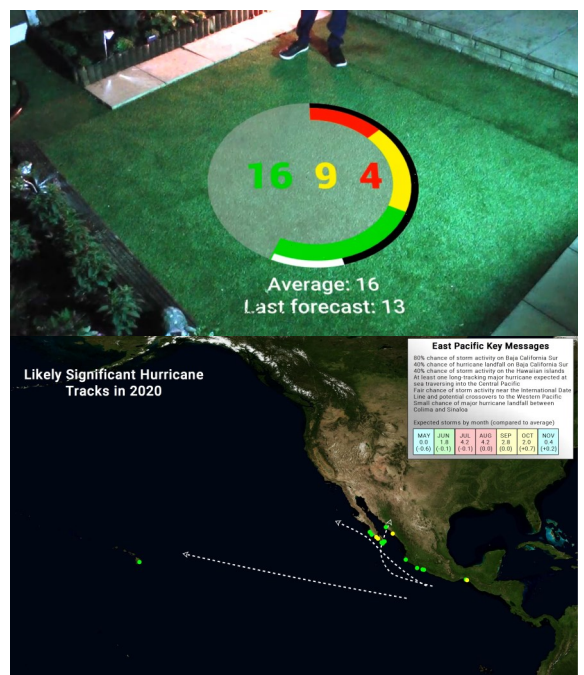 16 9 4
Average: 16
Last forecast: 13
Likely Significant Hurricane
Tracks in 2020
East Pacific Key Messages
80% chance of storm activity on Baja California Sur
40% chance of hurricane landfall on Baja California Sur
40% chance of storm activity on the Hawaiian islands
At least one long-tracking major hurricane expected at
sea traversing into the Central Pacific
Fair chance of storm activity near the International Date
Line and potential crossovers to the Western Pacific
Small chance of major hurricane landfall between
Colima and Sinaloa
Expected storms by month (compared to average)
MAY JUN JUL AUG SEP OCT NOV
0.0 1.8 4.2 4.2 2.8 2.0 0.4
(-0.6) (-0.1) (-0.1) (0.0) (0.0) (+0.7) (+0.2)